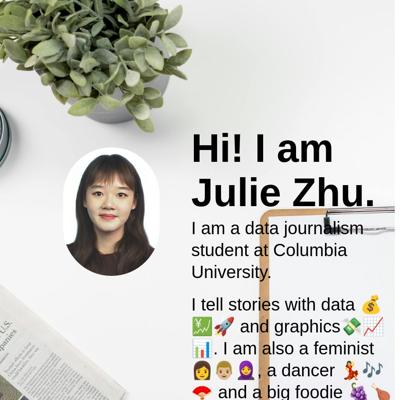 Hi! I am
Julie Zhu.
I am a data journalism
student at Columbia
University.
I tell stories with data 💰
💹🚀 and graphics💸📈
📊. I am also a feminist
👩👨🏼🧕, a dancer 💃🎶
🪭 and a big foodie 🍇🍗
U.S.
panies